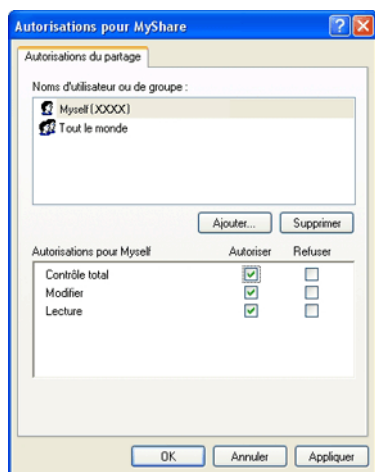 Autorisations pour MyShare
Autorisations du partage
Noms d'utilisateur ou de groupe :
Myself (XXXX)
Tout le monde
Ajouter... Supprimer
Autorisations pour Myself Autoriser Refuser
Contrôle total
Modifier
Lecture
OK Annuler Appliquer